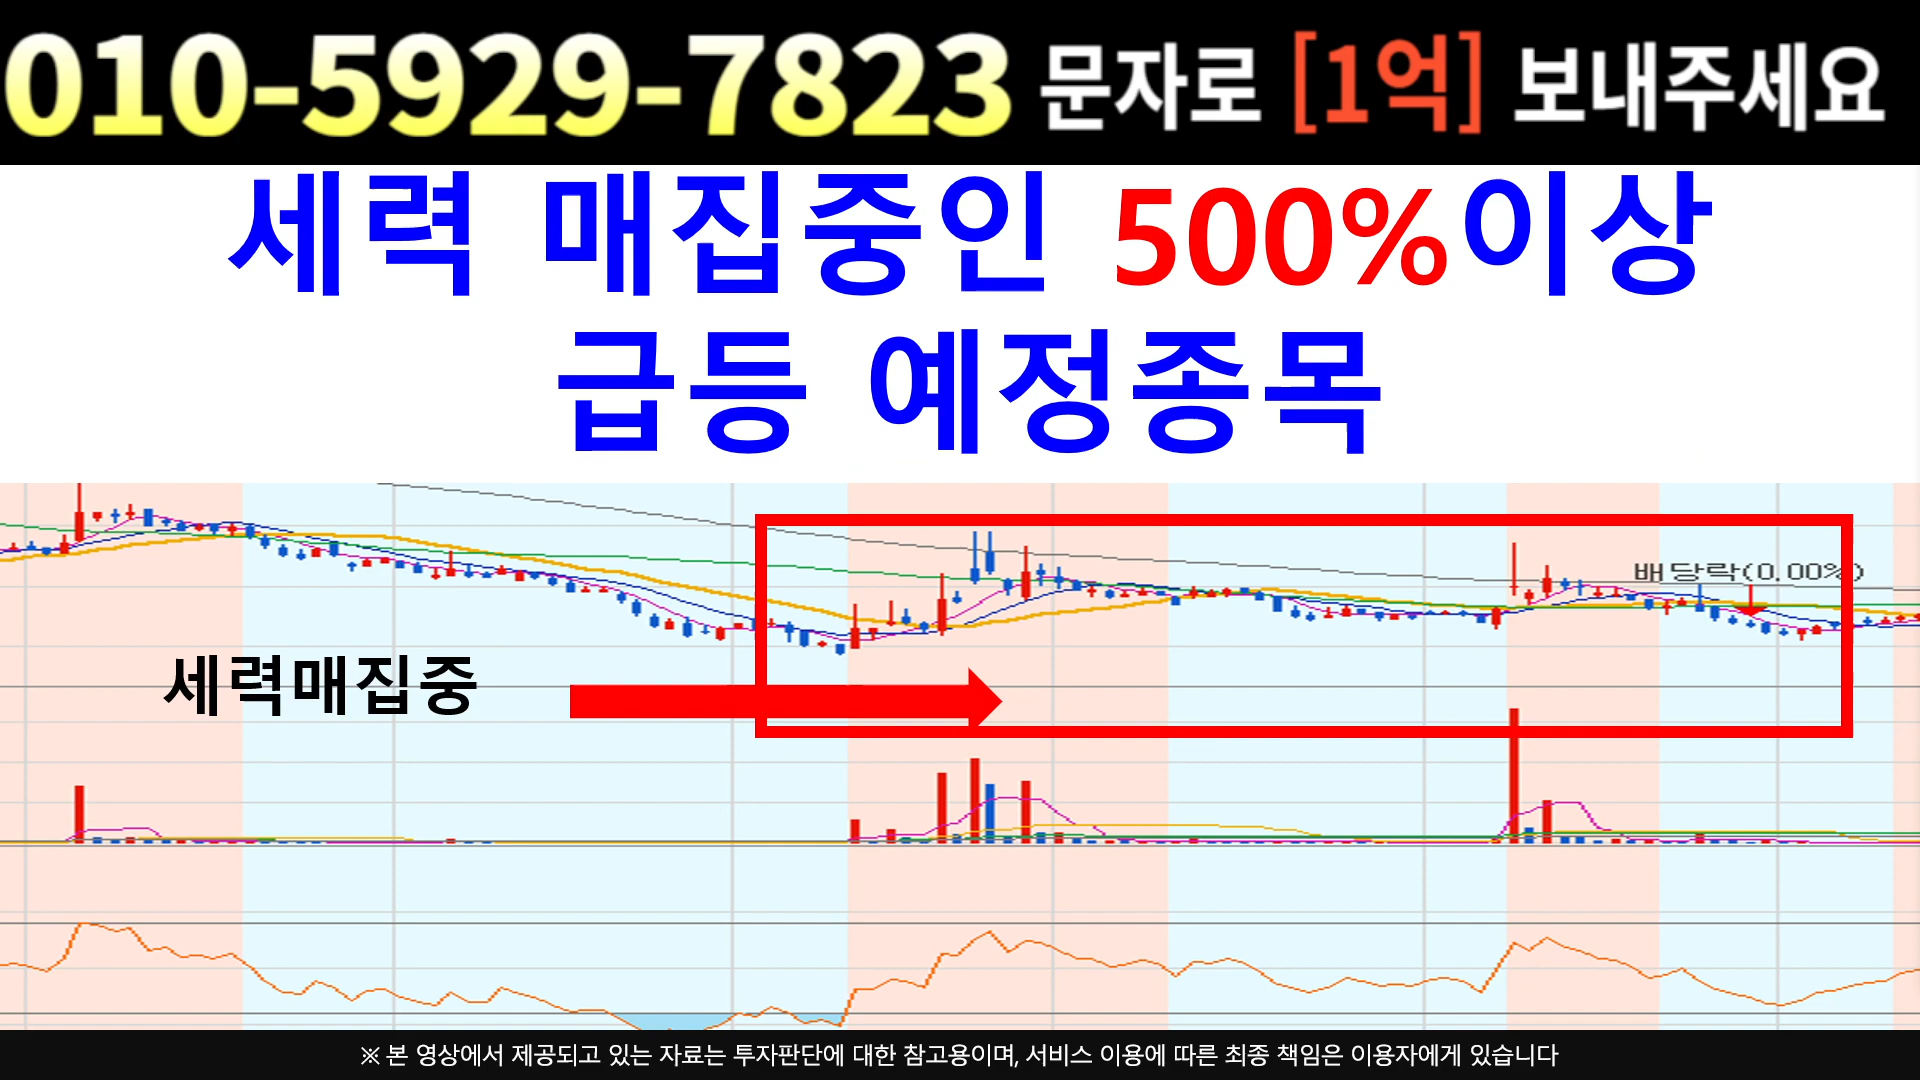 010-5929-7823 문자로 [1억] 보내주세요
세력 매집중인 500%이상
급등 예정종목
배당락(0.00%)
세력매집중
※ 본 영상에서 제공되고 있는 자료는 투자판단에 대한 참고용이며, 서비스 이용에 따른 최종 책임은 이용자에게 있습니다